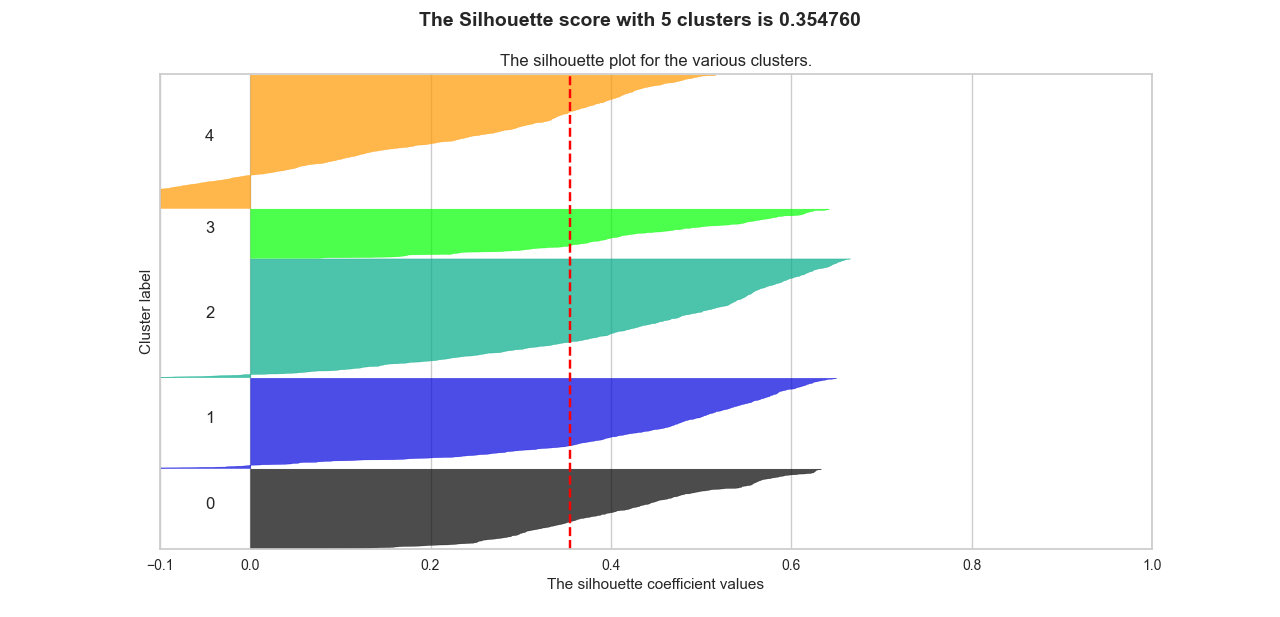 The Silhouette score with 5 clusters is 0.354760
The silhouette plot for the various clusters.
4
3
2
1
0
Cluster label
−0.1 0.0 0.2 0.4 0.6 0.8 1.0
The silhouette coefficient values